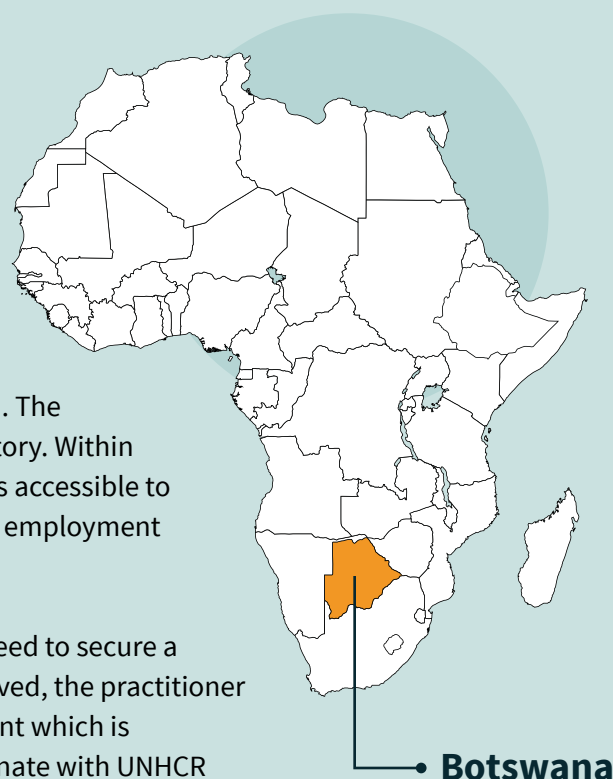 . The
tory. Within
s accessible to
employment
eed to secure a
ved, the practitioner
nt which is
nate with UNHCR
Botswana